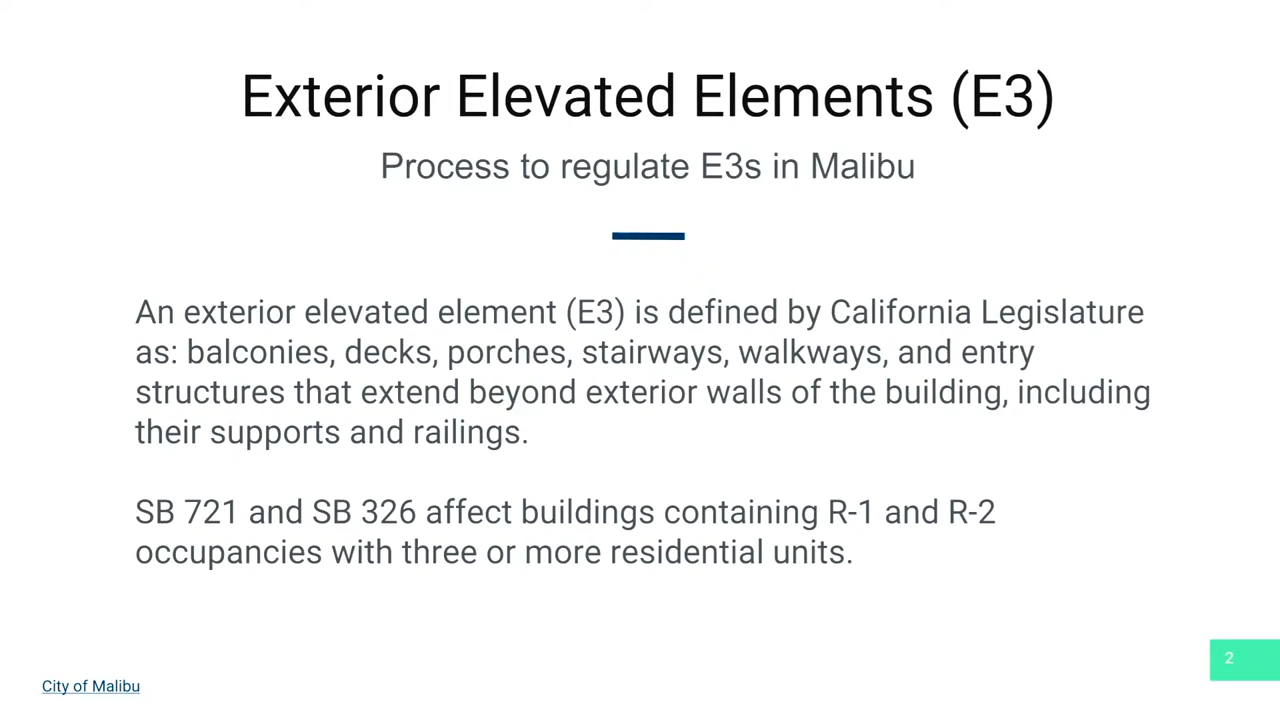 Exterior Elevated Elements (E3)
Process to regulate E3s in Malibu
An exterior elevated element (E3) is defined by California Legislature
as: balconies, decks, porches, stairways, walkways, and entry
structures that extend beyond exterior walls of the building, including
their supports and railings.
SB 721 and SB 326 affect buildings containing R-1 and R-2
occupancies with three or more residential units.
2
City of Malibu